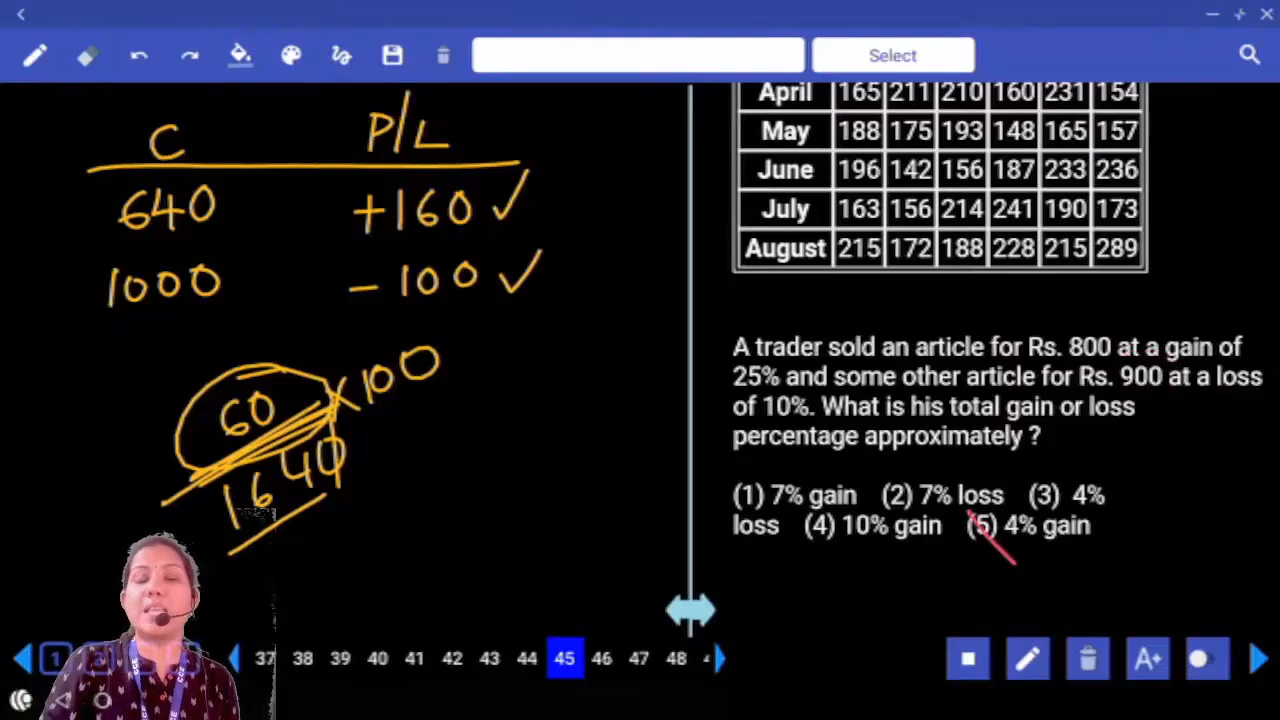 Select
C P/L
640 +160 ✓
1000 - 100 ✓
60 × 100
1640
April 165 211 210 160 231 154
May 188 175 193 148 165 157
June 196 142 156 187 233 236
July 163 156 214 241 190 173
August 215 172 188 228 215 289
A trader sold an article for Rs. 800 at a gain of
25% and some other article for Rs. 900 at a loss
of 10%. What is his total gain or loss
percentage approximately ?
(1) 7% gain (2) 7% loss (3) 4%
loss (4) 10% gain (5) 4% gain
1
37 38 39 40 41 42 43 44 45 46 47 48
A+